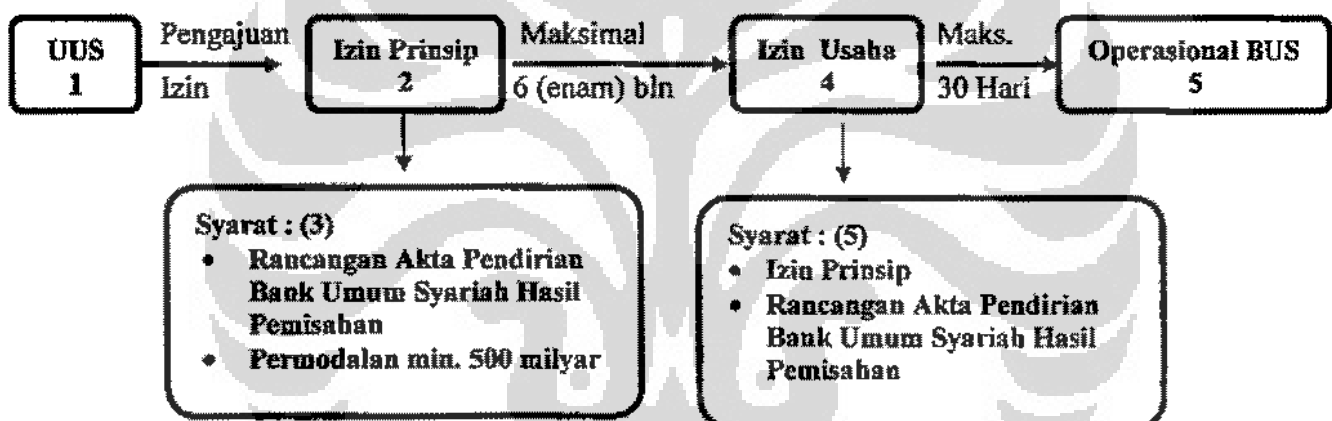 UUS
1
Pengajuan
Izin
Izin Prinsip
2
Maksimal
6 (enam) bln
Izin Usaha
4
Maks.
30 Hari
Operasional BUS
5
Syarat : (3)
• Rancangan Akta Pendirian
Bank Umum Syariah Hasil
Pemisahan
• Permodalan min. 500 milyar
Syarat : (5)
• Izin Prinsip
• Rancangan Akta Pendirian
Bank Umum Syariah Hasil
Pemisahan